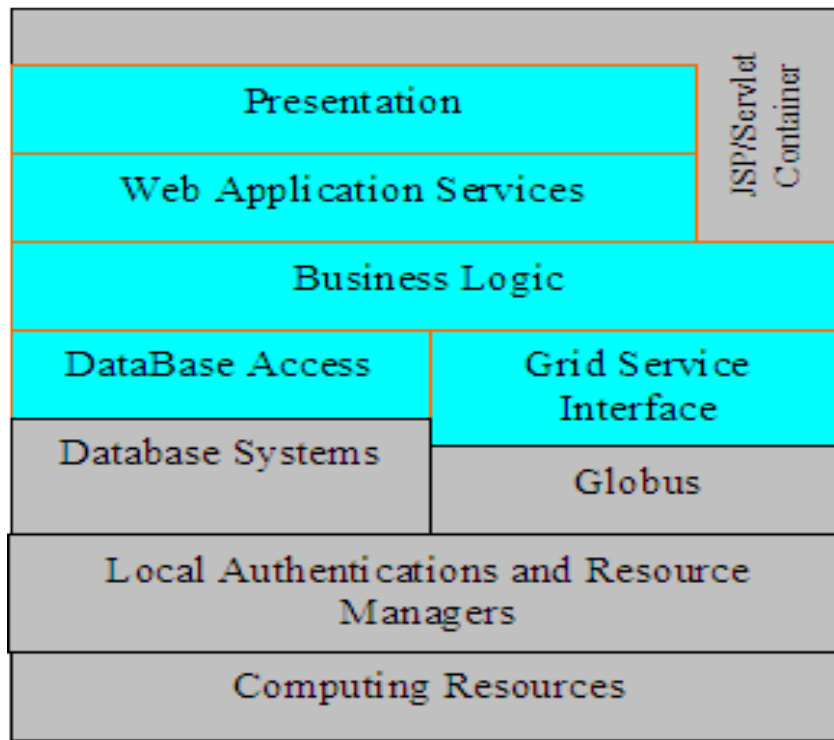 Presentation
JSP/Servlet
Container
Web Application Services
Business Logic
DataBase Access
Grid Service
Interface
Database Systems
Globus
Local Authentications and Resource
Managers
Computing Resources